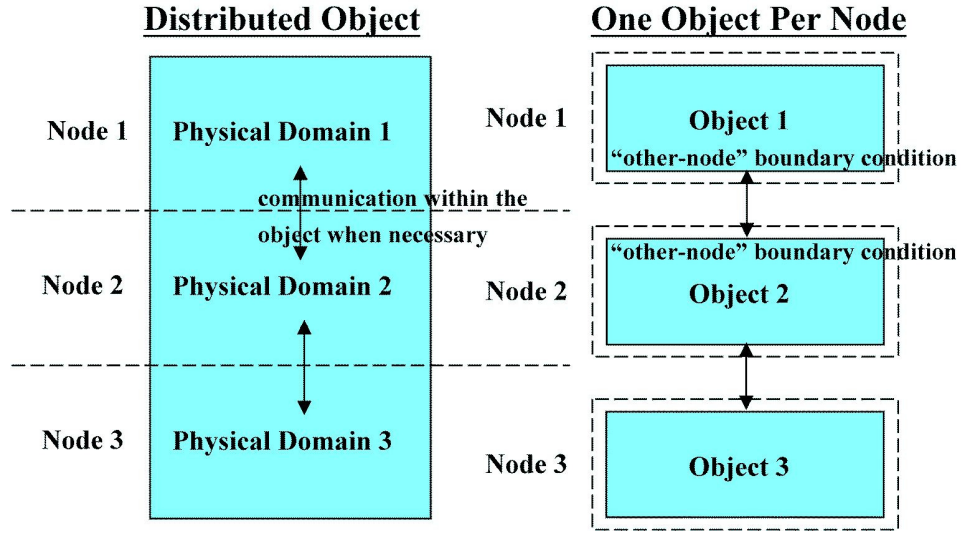 Distributed Object
Node 1
Physical Domain 1
communication within the
object when necessary
Node 2
Physical Domain 2
Node 3
Physical Domain 3
One Object Per Node
Node 1
Object 1
“other-node” boundary condition
“other-node” boundary condition
Node 2
Object 2
Node 3
Object 3